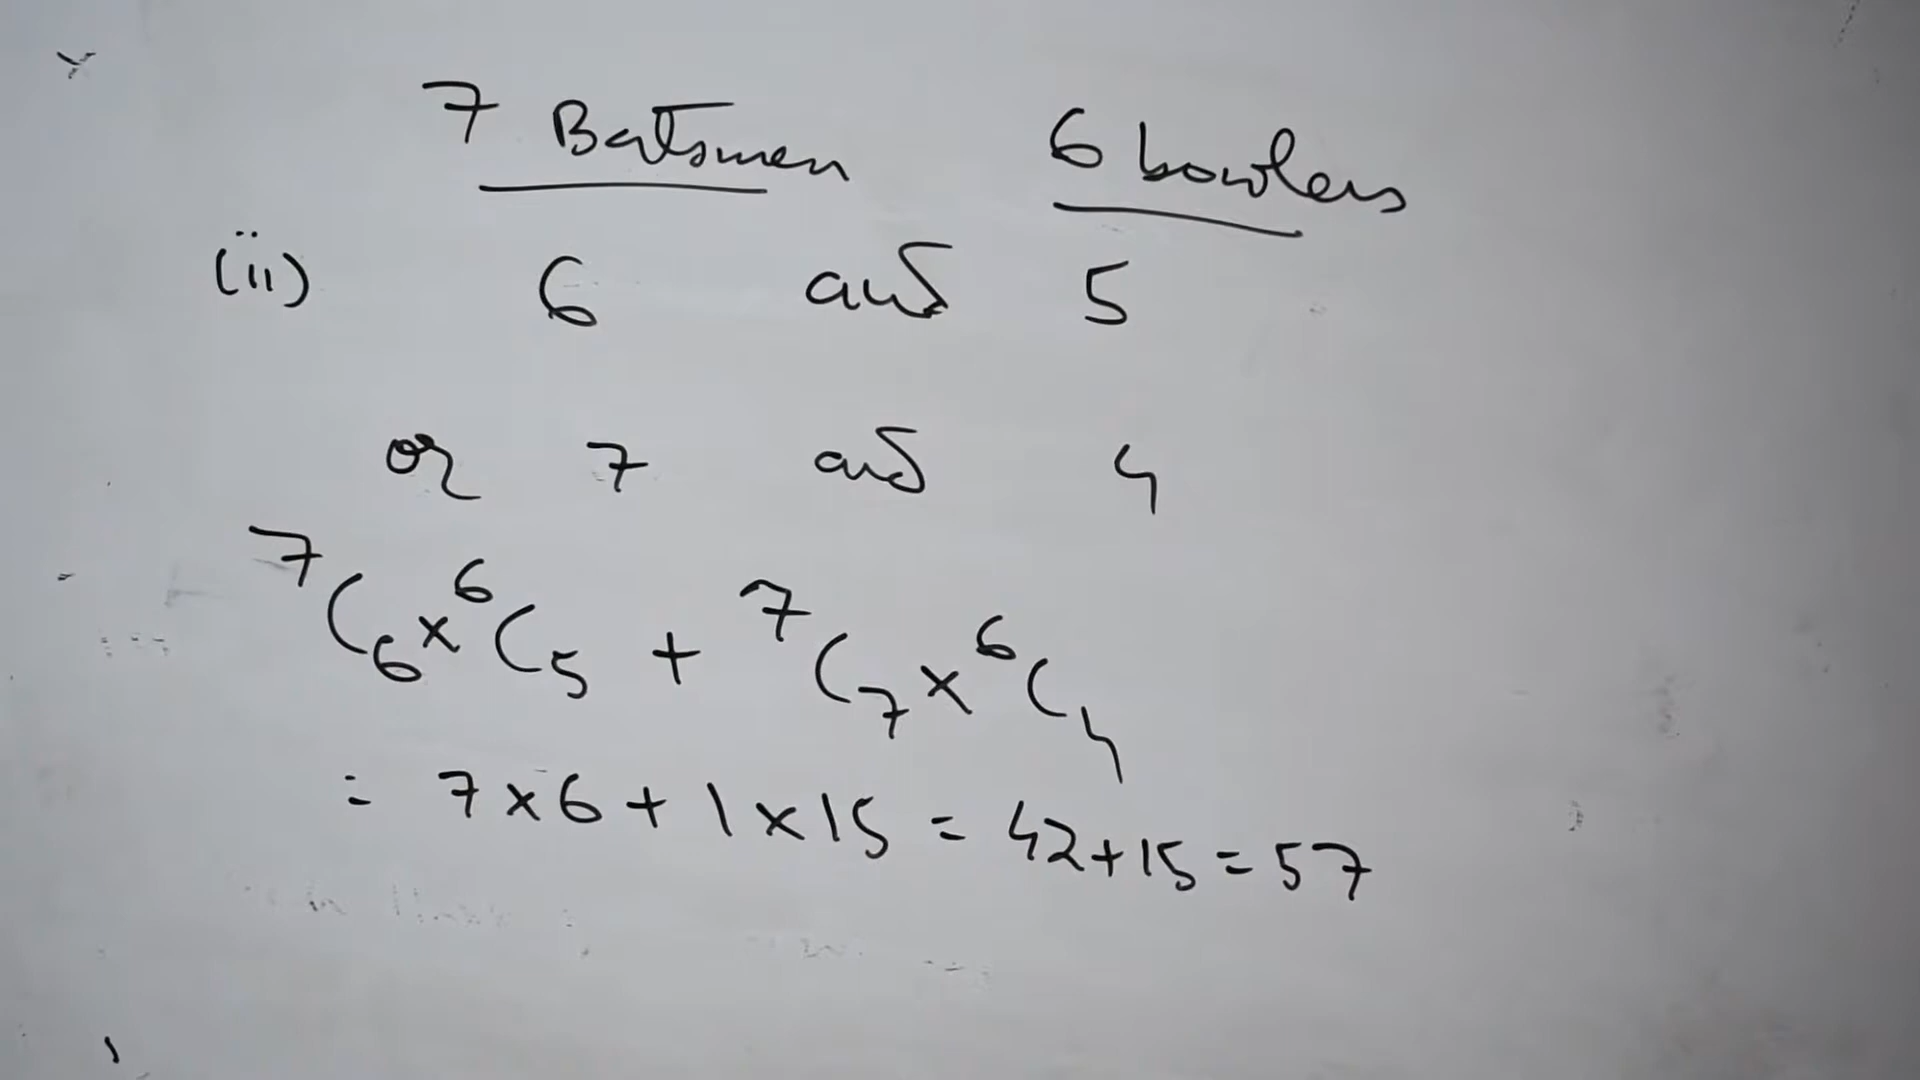 7 Batsmen 6 bowlers
(ii) 6 and 5
or 7 and 4
⁷C₆ × ⁶C₅ + ⁷C₇ × ⁶C₄
= 7 × 6 + 1 × 15 = 42 + 15 = 57